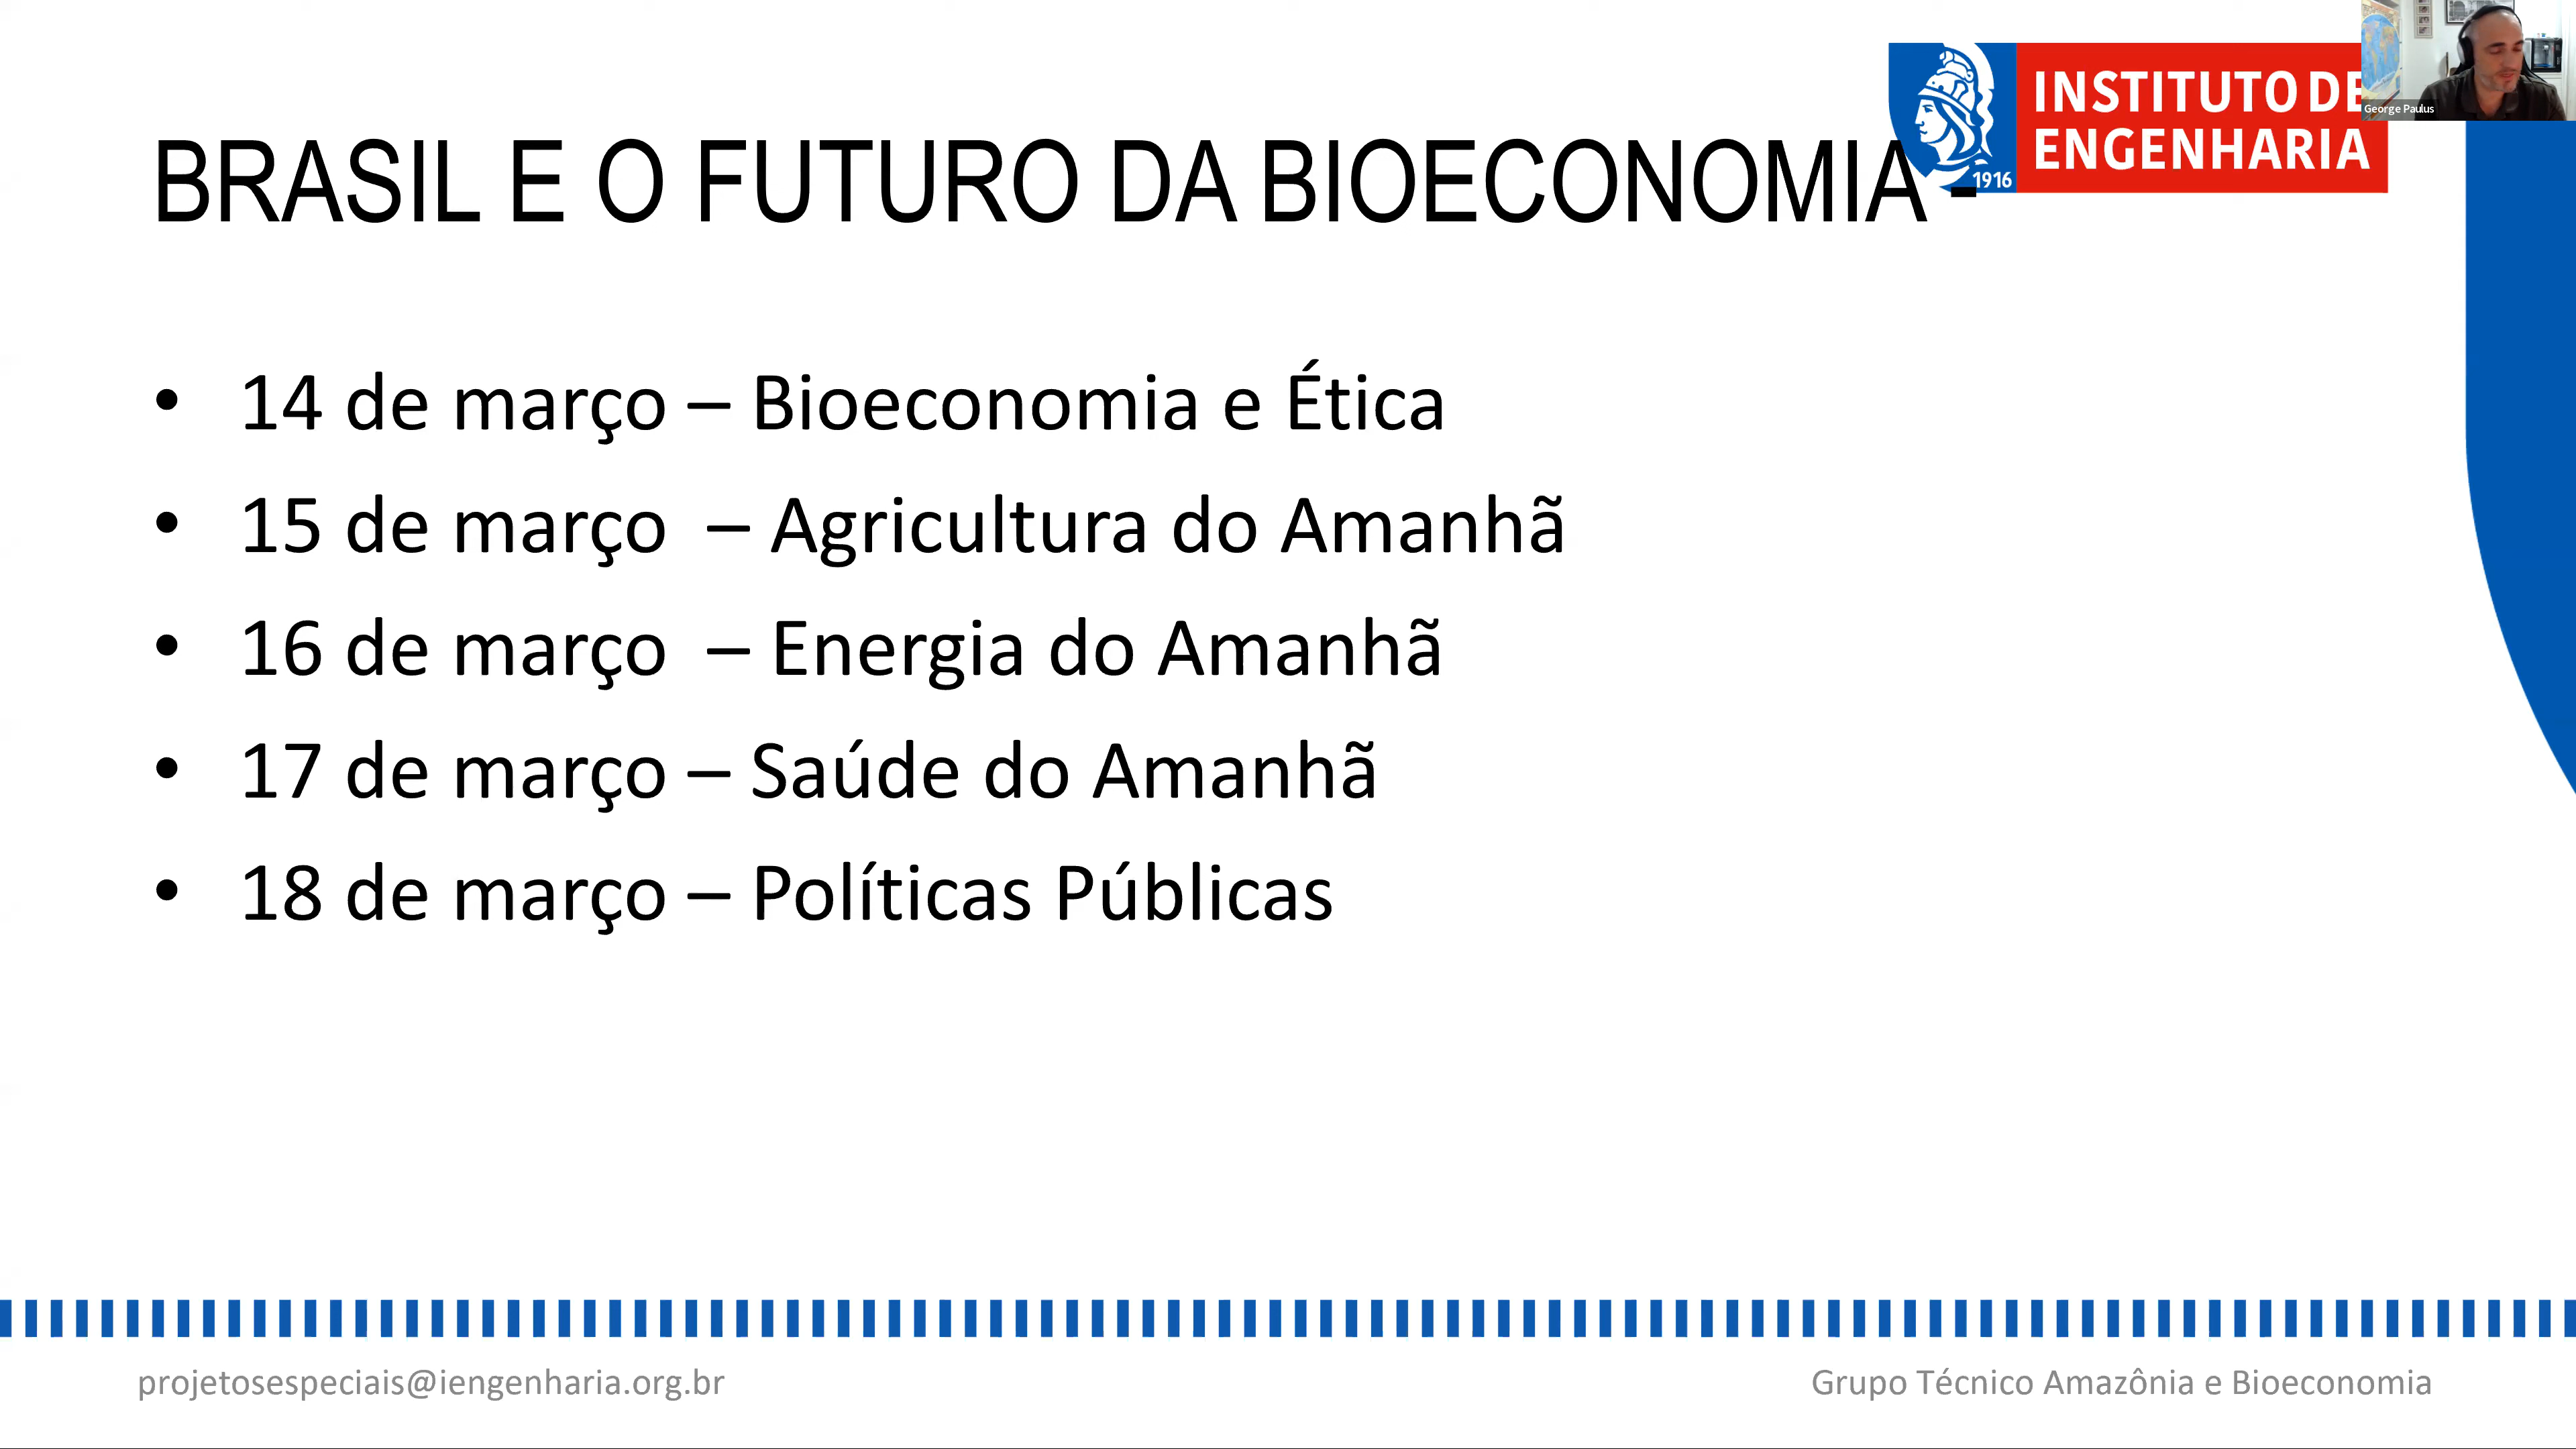 BRASIL E O FUTURO DA BIOECONOMIA -
INSTITUTO DE
ENGENHARIA
1916
George Paulus
• 14 de março – Bioeconomia e Ética
• 15 de março – Agricultura do Amanhã
• 16 de março – Energia do Amanhã
• 17 de março – Saúde do Amanhã
• 18 de março – Políticas Públicas
projetosespeciais@iengenharia.org.br
Grupo Técnico Amazônia e Bioeconomia